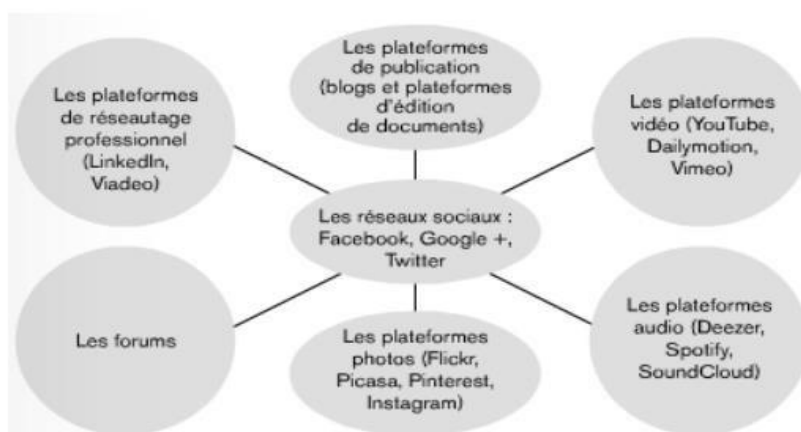 Les plateformes
de publication
(blogs et plateformes
d'édition
de documents)
Les plateformes
de réseautage
professionnel
(LinkedIn,
Viadeo)
Les plateformes
vidéo (YouTube,
Dailymotion,
Vimeo)
Les réseaux sociaux :
Facebook, Google +,
Twitter
Les forums
Les plateformes
photos (Flickr,
Picasa, Pinterest,
Instagram)
Les plateformes
audio (Deezer,
Spotify,
SoundCloud)